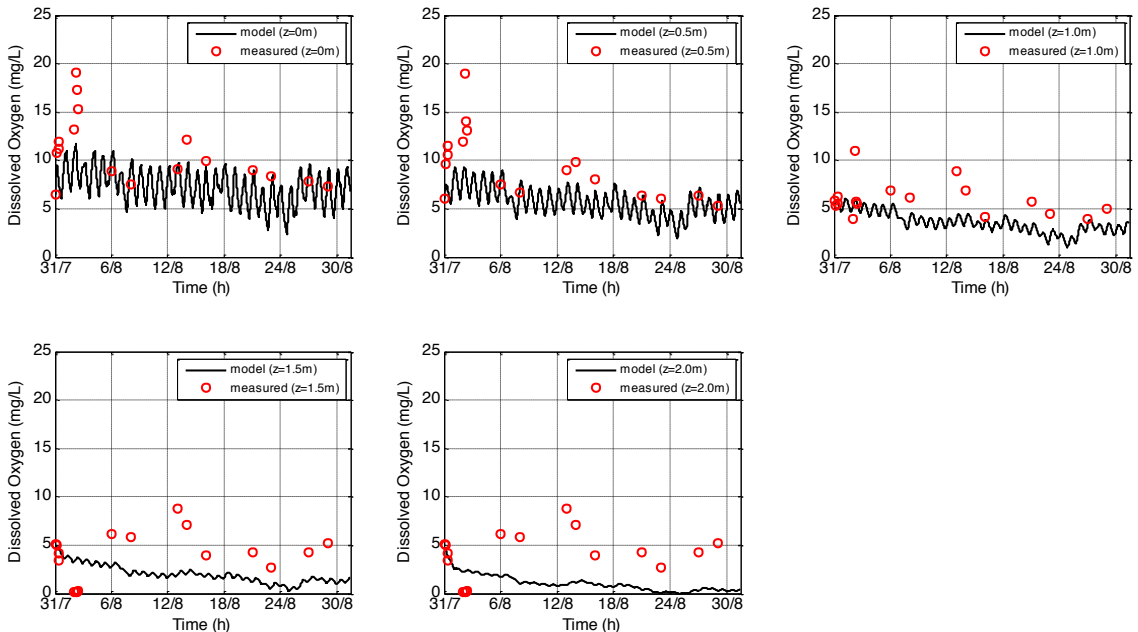 25
20
15
10
5
0
Dissolved Oxygen (mg/L)
model (z=0m)
measured (z=0m)
31/7 6/8 12/8 18/8 24/8 30/8
Time (h)
25
20
15
10
5
0
Dissolved Oxygen (mg/L)
model (z=0.5m)
measured (z=0.5m)
31/7 6/8 12/8 18/8 24/8 30/8
Time (h)
25
20
15
10
5
0
Dissolved Oxygen (mg/L)
model (z=1.0m)
measured (z=1.0m)
31/7 6/8 12/8 18/8 24/8 30/8
Time (h)
25
20
15
10
5
0
Dissolved Oxygen (mg/L)
model (z=1.5m)
measured (z=1.5m)
31/7 6/8 12/8 18/8 24/8 30/8
Time (h)
25
20
15
10
5
0
Dissolved Oxygen (mg/L)
model (z=2.0m)
measured (z=2.0m)
31/7 6/8 12/8 18/8 24/8 30/8
Time (h)